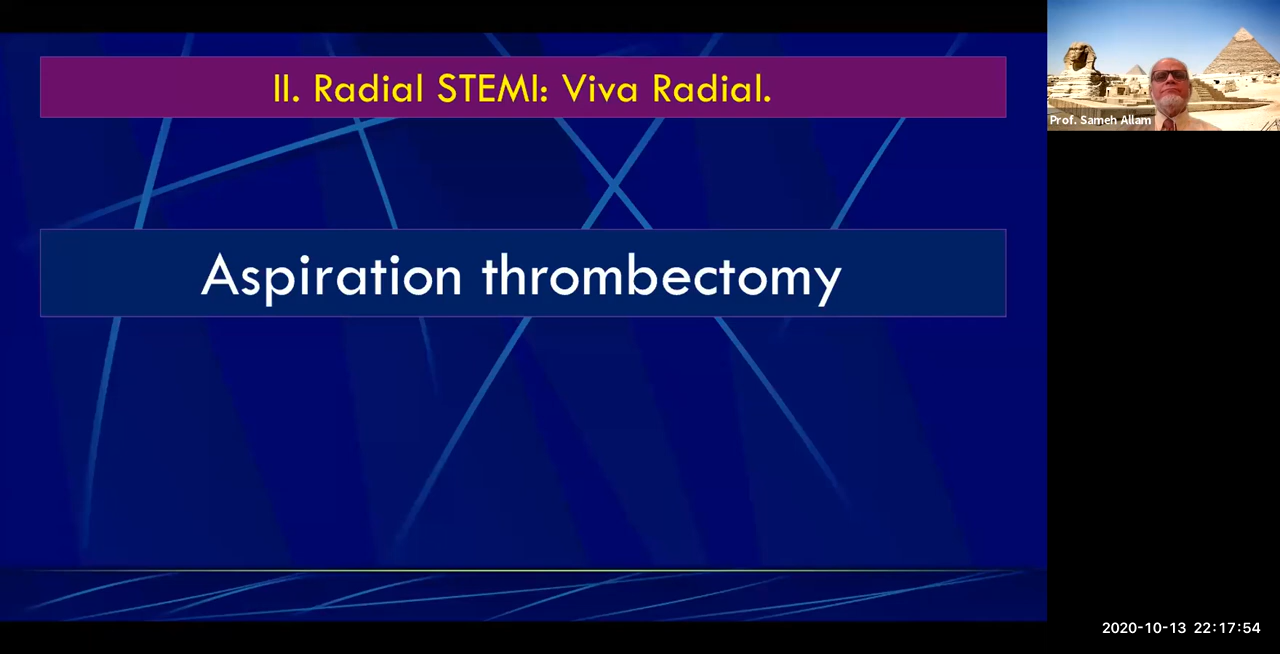 II. Radial STEMI: Viva Radial.
Aspiration thrombectomy
Prof. Sameh Allam
2020-10-13 22:17:54